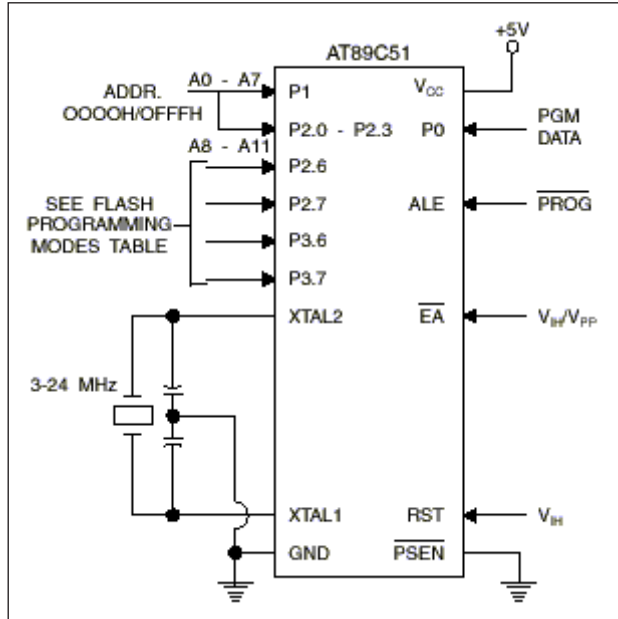 +5V
AT89C51
A0 - A7
ADDR.
OOOOH/OFFFH
P1
VCC
P2.0 - P2.3
P0
PGM
DATA
A8 - A11
P2.6
SEE FLASH
PROGRAMMING
MODES TABLE
P2.7
ALE
PROG
P3.6
P3.7
XTAL2
EA
VIH/VPP
3-24 MHz
XTAL1
RST
VIH
GND
PSEN